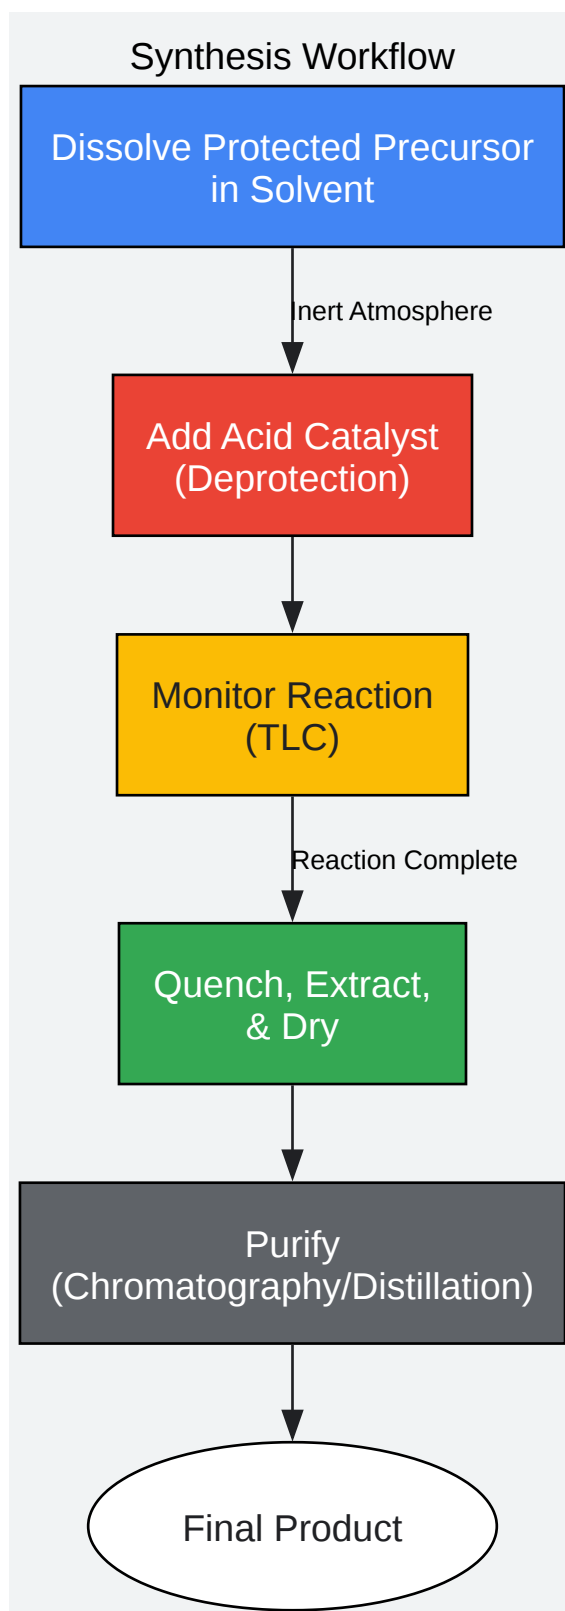 Synthesis Workflow
Dissolve Protected Precursor
in Solvent
Inert Atmosphere
Add Acid Catalyst
(Deprotection)
Monitor Reaction
(TLC)
Reaction Complete
Quench, Extract,
& Dry
Purify
(Chromatography/Distillation)
Final Product